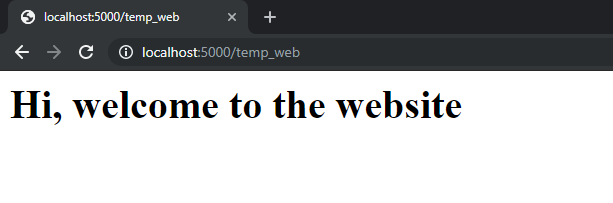 localhost:5000/temp_web
localhost:5000/temp_web
Hi, welcome to the website